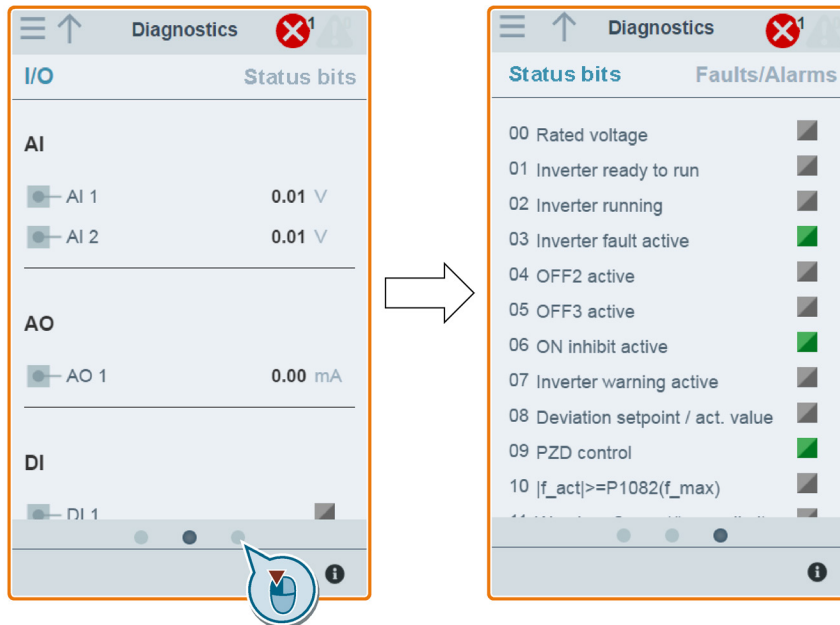 Diagnostics
1
I/O Status bits
AI
AI 1 0.01 V
AI 2 0.01 V
AO
AO 1 0.00 mA
DI
DI 1
Diagnostics
1
Status bits Faults/Alarms
00 Rated voltage
01 Inverter ready to run
02 Inverter running
03 Inverter fault active
04 OFF2 active
05 OFF3 active
06 ON inhibit active
07 Inverter warning active
08 Deviation setpoint / act. value
09 PZD control
10 |f_act|>=P1082(f_max)